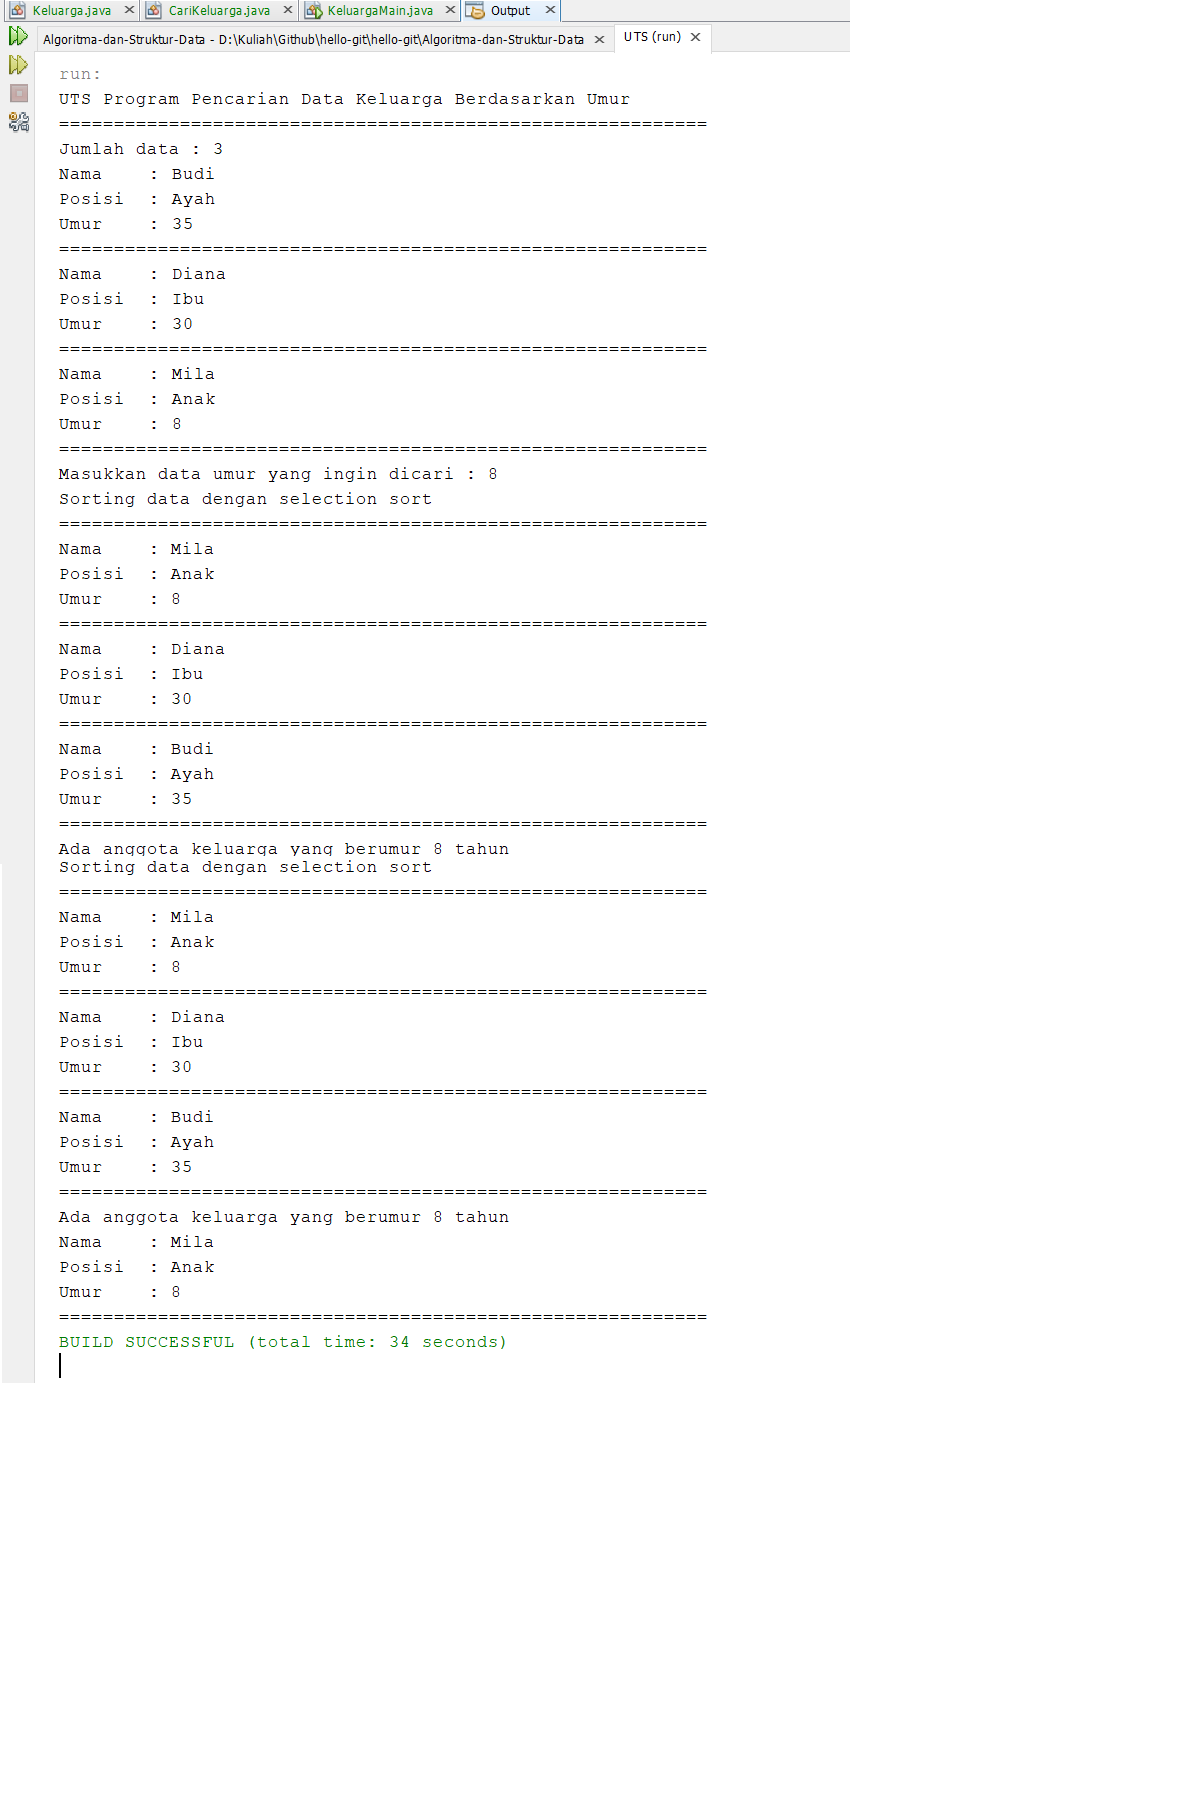 Keluarga.java CariKeluarga.java KeluargaMain.java Output
Algoritma-dan-Struktur-Data - D:\Kuliah\Github\hello-git\hello-git\Algoritma-dan-Struktur-Data UTS (run)
run:
UTS Program Pencarian Data Keluarga Berdasarkan Umur
===========================================================
Jumlah data : 3
Nama : Budi
Posisi : Ayah
Umur : 35
===========================================================
Nama : Diana
Posisi : Ibu
Umur : 30
===========================================================
Nama : Mila
Posisi : Anak
Umur : 8
===========================================================
Masukkan data umur yang ingin dicari : 8
Sorting data dengan selection sort
===========================================================
Nama : Mila
Posisi : Anak
Umur : 8
===========================================================
Nama : Diana
Posisi : Ibu
Umur : 30
===========================================================
Nama : Budi
Posisi : Ayah
Umur : 35
===========================================================
Ada anggota keluarga yang berumur 8 tahun
Sorting data dengan selection sort
===========================================================
Nama : Mila
Posisi : Anak
Umur : 8
===========================================================
Nama : Diana
Posisi : Ibu
Umur : 30
===========================================================
Nama : Budi
Posisi : Ayah
Umur : 35
===========================================================
Ada anggota keluarga yang berumur 8 tahun
Nama : Mila
Posisi : Anak
Umur : 8
===========================================================
BUILD SUCCESSFUL (total time: 34 seconds)